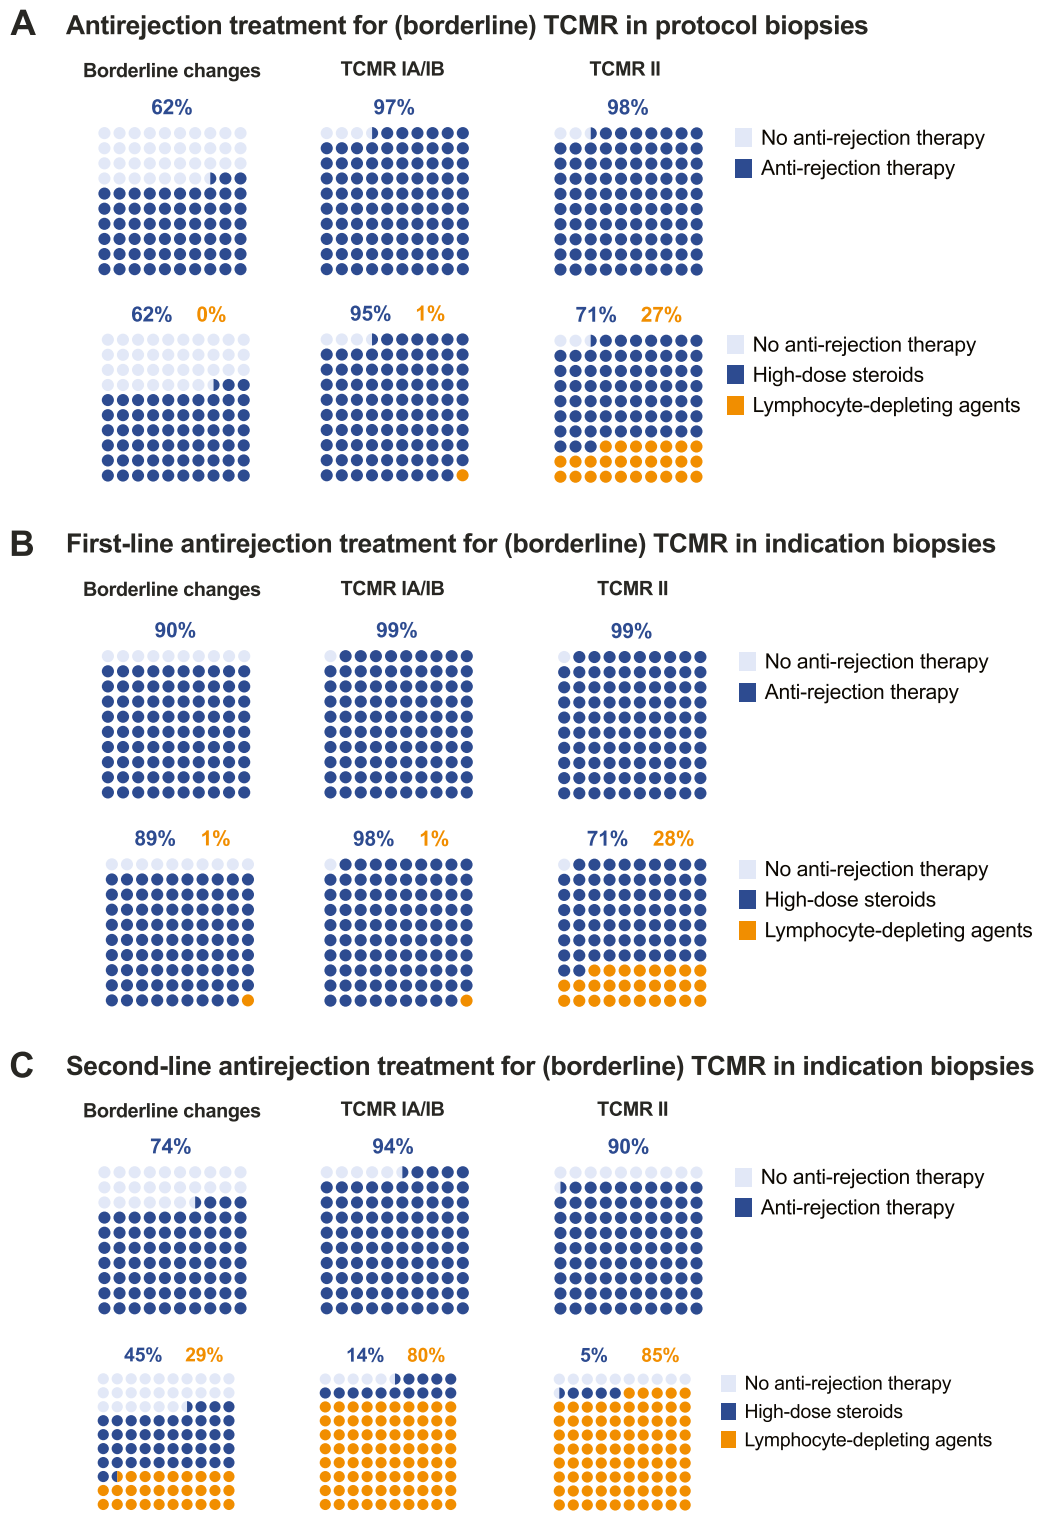 A Antirejection treatment for (borderline) TCMR in protocol biopsies
Borderline changes TCMR IA/IB TCMR II
62% 97% 98%
No anti-rejection therapy
Anti-rejection therapy
62% 0% 95% 1% 71% 27%
No anti-rejection therapy
High-dose steroids
Lymphocyte-depleting agents
B First-line antirejection treatment for (borderline) TCMR in indication biopsies
Borderline changes TCMR IA/IB TCMR II
90% 99% 99%
No anti-rejection therapy
Anti-rejection therapy
89% 1% 98% 1% 71% 28%
No anti-rejection therapy
High-dose steroids
Lymphocyte-depleting agents
C Second-line antirejection treatment for (borderline) TCMR in indication biopsies
Borderline changes TCMR IA/IB TCMR II
74% 94% 90%
No anti-rejection therapy
Anti-rejection therapy
45% 29% 14% 80% 5% 85%
No anti-rejection therapy
High-dose steroids
Lymphocyte-depleting agents